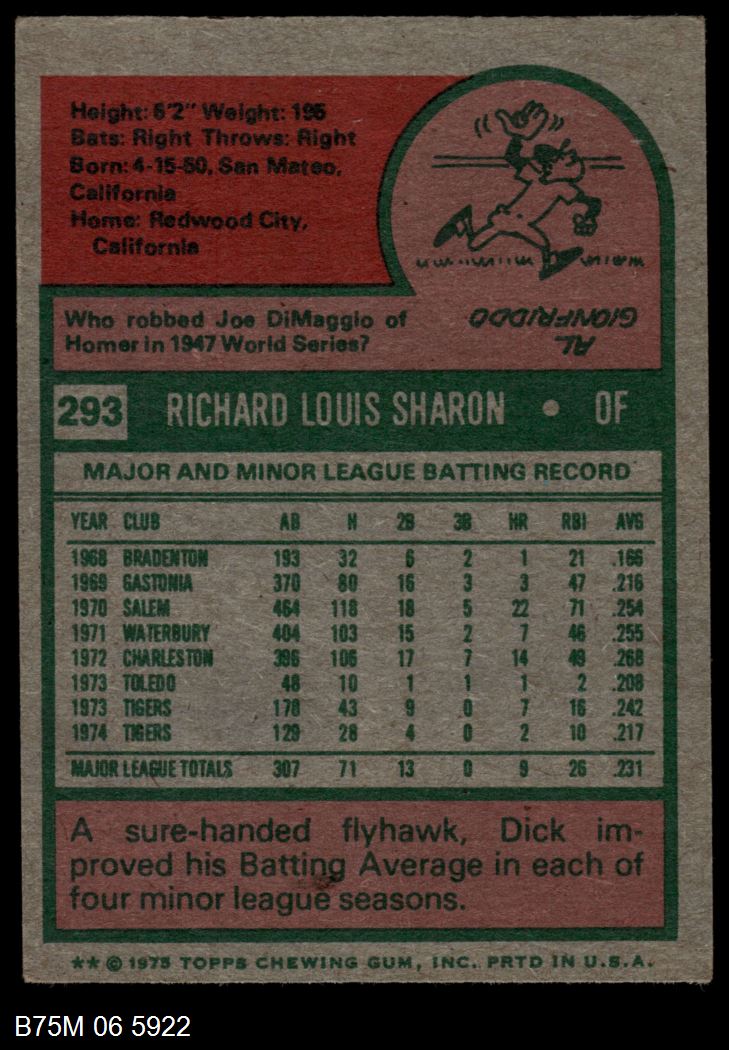 Height: 6'2" Weight: 195
Bats: Right Throws: Right
Born: 4-15-50, San Mateo,
California
Home: Redwood City,
California
Who robbed Joe DiMaggio of
Homer in 1947 World Series?
AL
GIONFRIDDO
293 RICHARD LOUIS SHARON • OF
MAJOR AND MINOR LEAGUE BATTING RECORD
YEAR CLUB AB H 2B 3B HR RBI AVG
1968 BRADENTON 193 32 6 2 1 21 .166
1969 GASTONIA 370 80 16 3 3 47 .216
1970 SALEM 464 118 18 5 22 71 .254
1971 WATERBURY 404 103 15 2 7 46 .255
1972 CHARLESTON 396 106 17 7 14 49 .268
1973 TOLEDO 48 10 1 1 1 2 .208
1973 TIGERS 178 43 9 0 7 16 .242
1974 TIGERS 129 28 4 0 2 10 .217
MAJOR LEAGUE TOTALS 307 71 13 0 9 26 .231
A sure-handed flyhawk, Dick im-
proved his Batting Average in each of
four minor league seasons.
** © 1975 TOPPS CHEWING GUM, INC. PRTD IN U.S.A.
B75M 06 5922